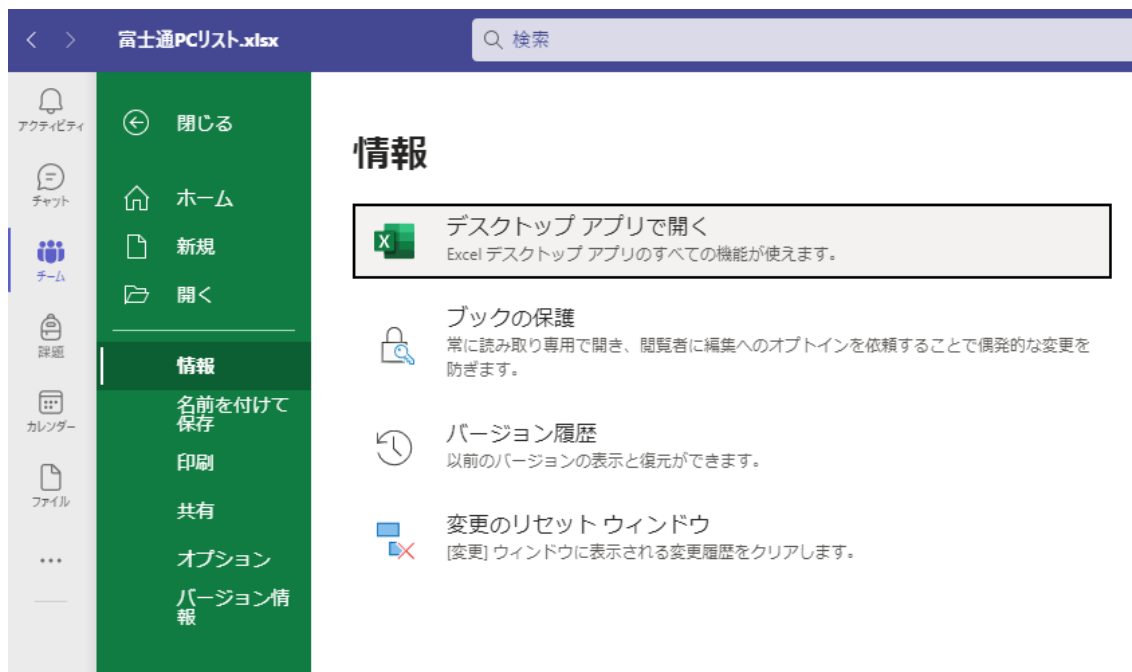 富士通PCリスト.xlsx
検索
アクティビティ
チャット
チーム
課題
カレンダー
ファイル
閉じる
ホーム
新規
開く
情報
名前を付けて
保存
印刷
共有
オプション
バージョン情
報
情報
デスクトップ アプリで開く
Excel デスクトップ アプリのすべての機能が使えます。
ブックの保護
常に読み取り専用で開き、閲覧者に編集へのオプトインを依頼することで偶発的な変更を
防ぎます。
バージョン履歴
以前のバージョンの表示と復元ができます。
変更のリセット ウィンドウ
[変更] ウィンドウに表示される変更履歴をクリアします。